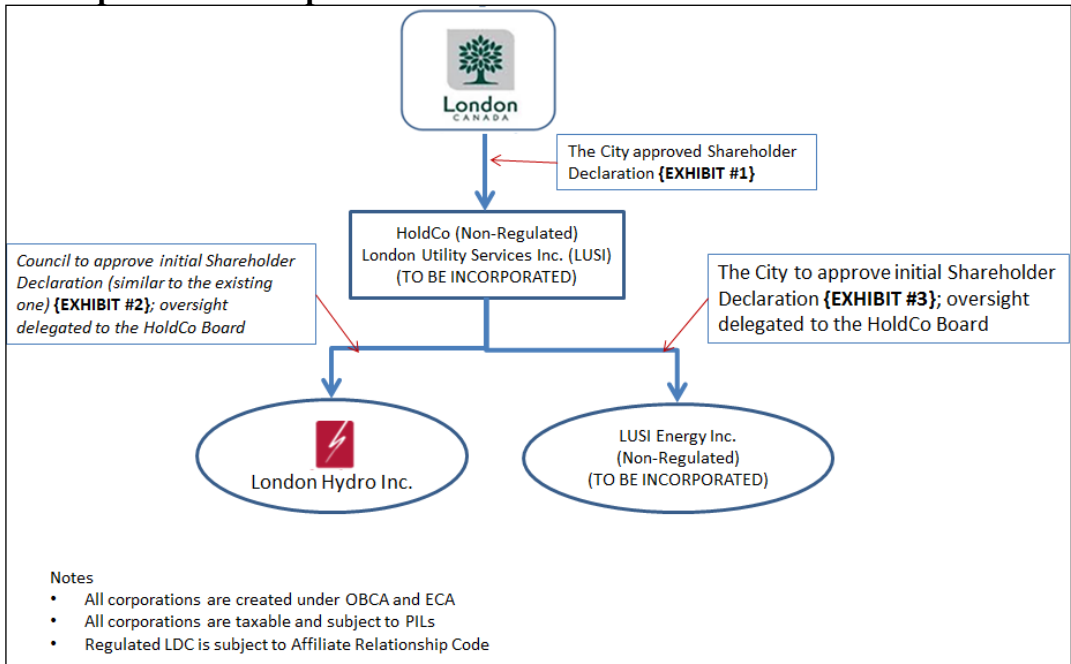 London
CANADA
The City approved Shareholder
Declaration {EXHIBIT #1}
HoldCo (Non-Regulated)
London Utility Services Inc. (LUSI)
(TO BE INCORPORATED)
Council to approve initial Shareholder
Declaration (similar to the existing
one) {EXHIBIT #2}; oversight
delegated to the HoldCo Board
The City to approve initial Shareholder
Declaration {EXHIBIT #3}; oversight
delegated to the HoldCo Board
London Hydro Inc.
LUSI Energy Inc.
(Non-Regulated)
(TO BE INCORPORATED)
Notes
• All corporations are created under OBCA and ECA
• All corporations are taxable and subject to PILs
• Regulated LDC is subject to Affiliate Relationship Code